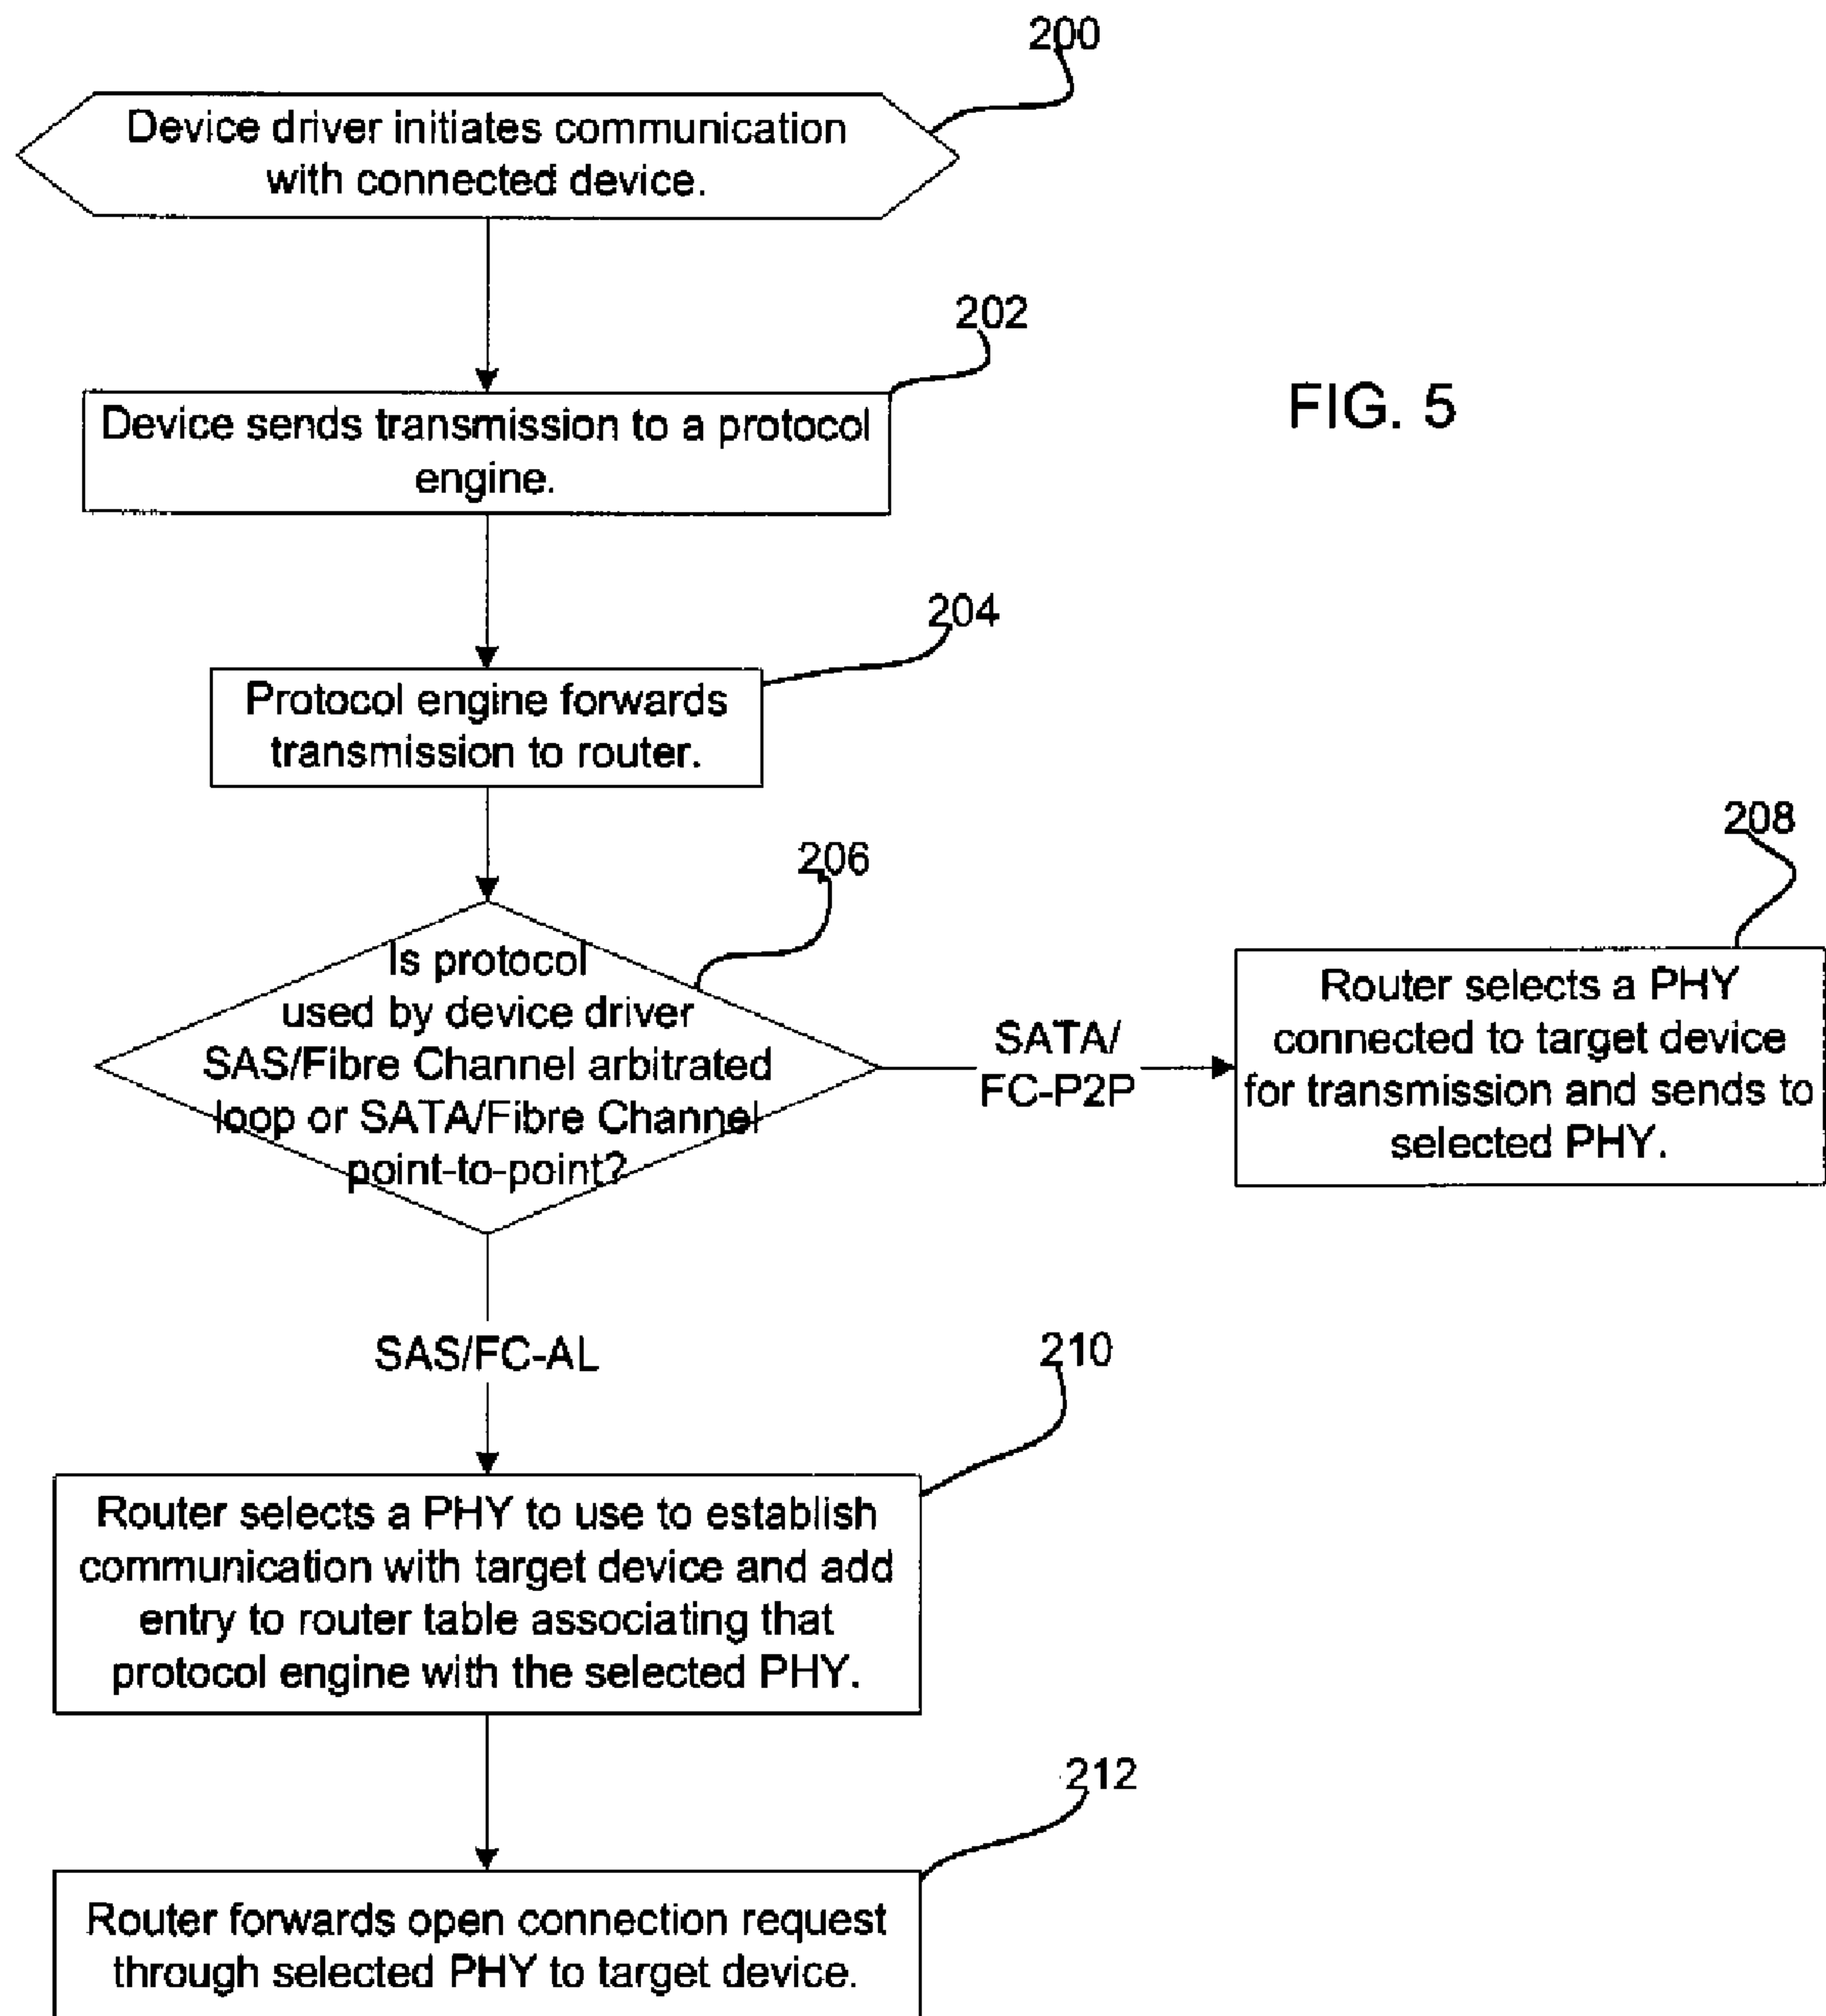 200
Device driver initiates communication
with connected device.
202
Device sends transmission to a protocol
engine.
FIG. 5
204
Protocol engine forwards
transmission to router.
206
Is protocol
used by device driver
SAS/Fibre Channel arbitrated
loop or SATA/Fibre Channel
point-to-point?
SATA/
FC-P2P
208
Router selects a PHY
connected to target device
for transmission and sends to
selected PHY.
SAS/FC-AL
210
Router selects a PHY to use to establish
communication with target device and add
entry to router table associating that
protocol engine with the selected PHY.
212
Router forwards open connection request
through selected PHY to target device.